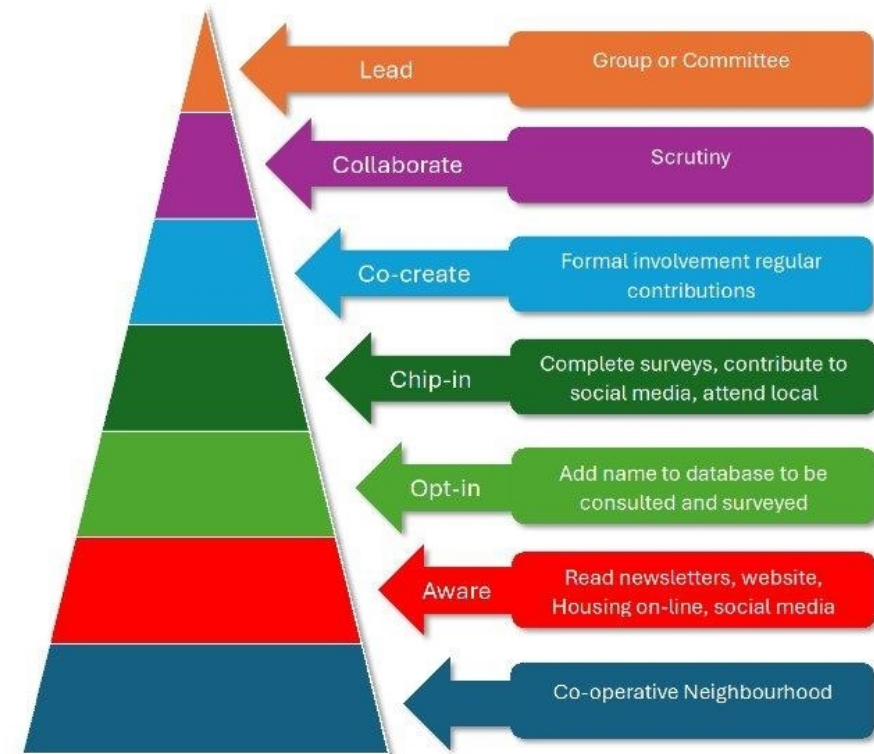 Lead
Group or Committee
Collaborate
Scrutiny
Co-create
Formal involvement regular
contributions
Chip-in
Complete surveys, contribute to
social media, attend local
Opt-in
Add name to database to be
consulted and surveyed
Aware
Read newsletters, website,
Housing on-line, social media
Co-operative Neighbourhood